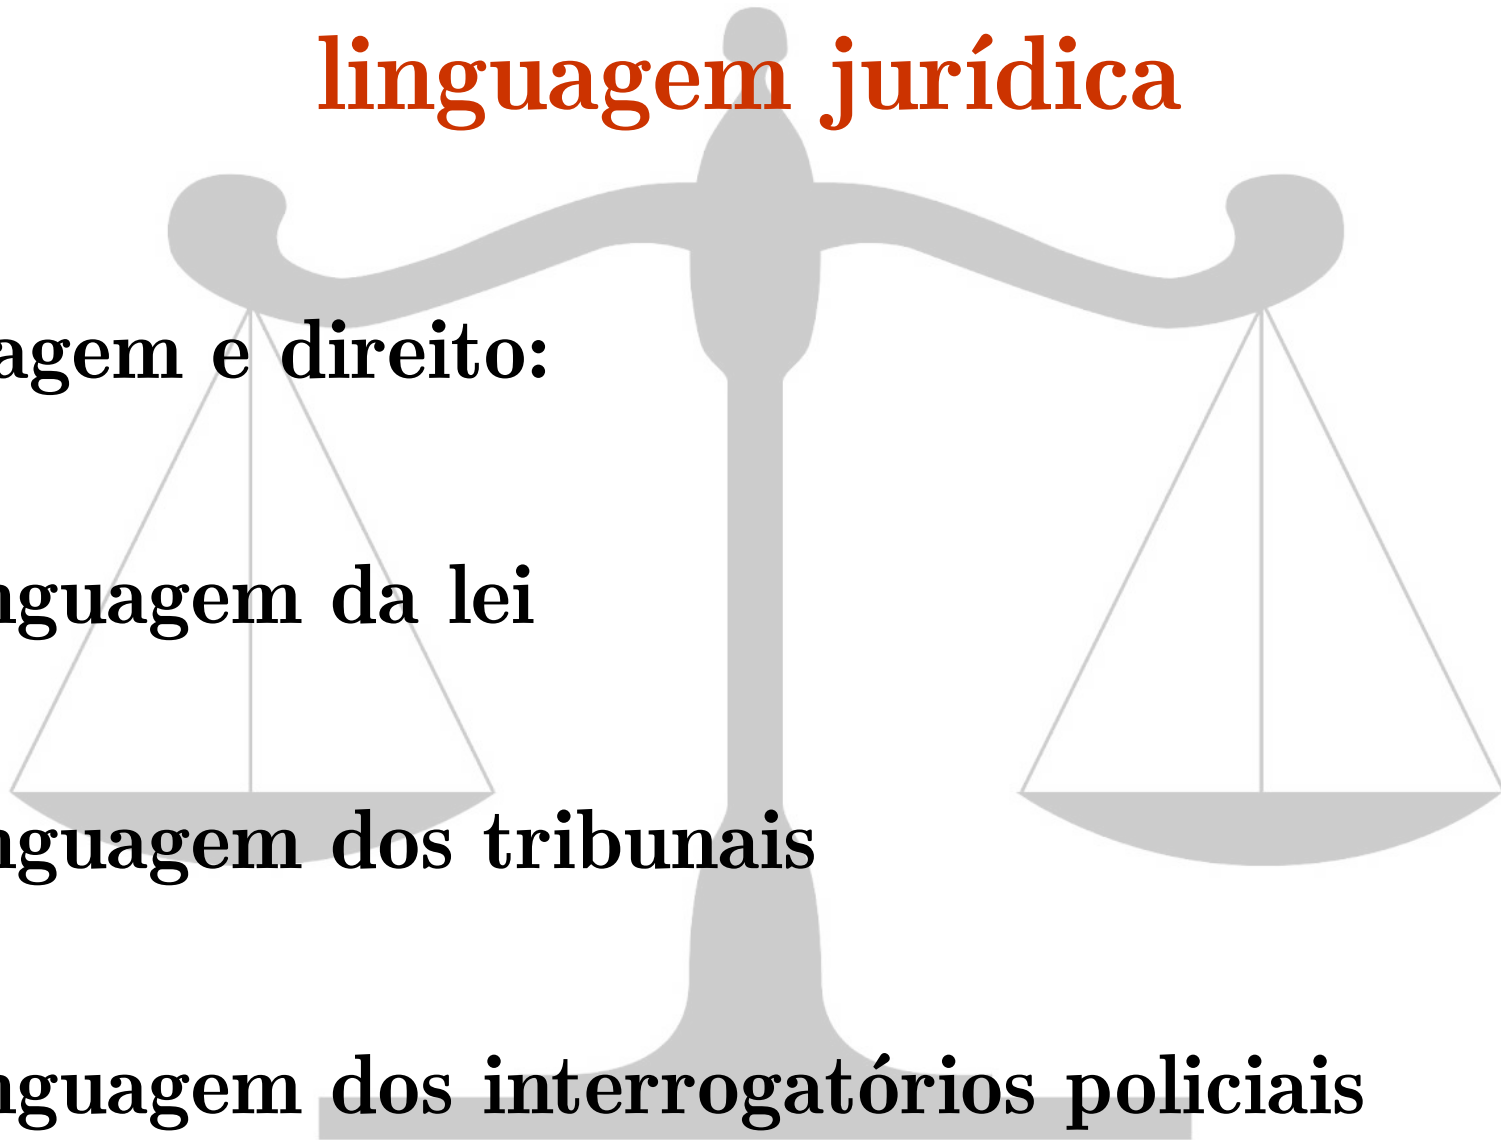 linguagem jurídica
agem e direito:
nguagem da lei
nguagem dos tribunais
nguagem dos interrogatórios policiais